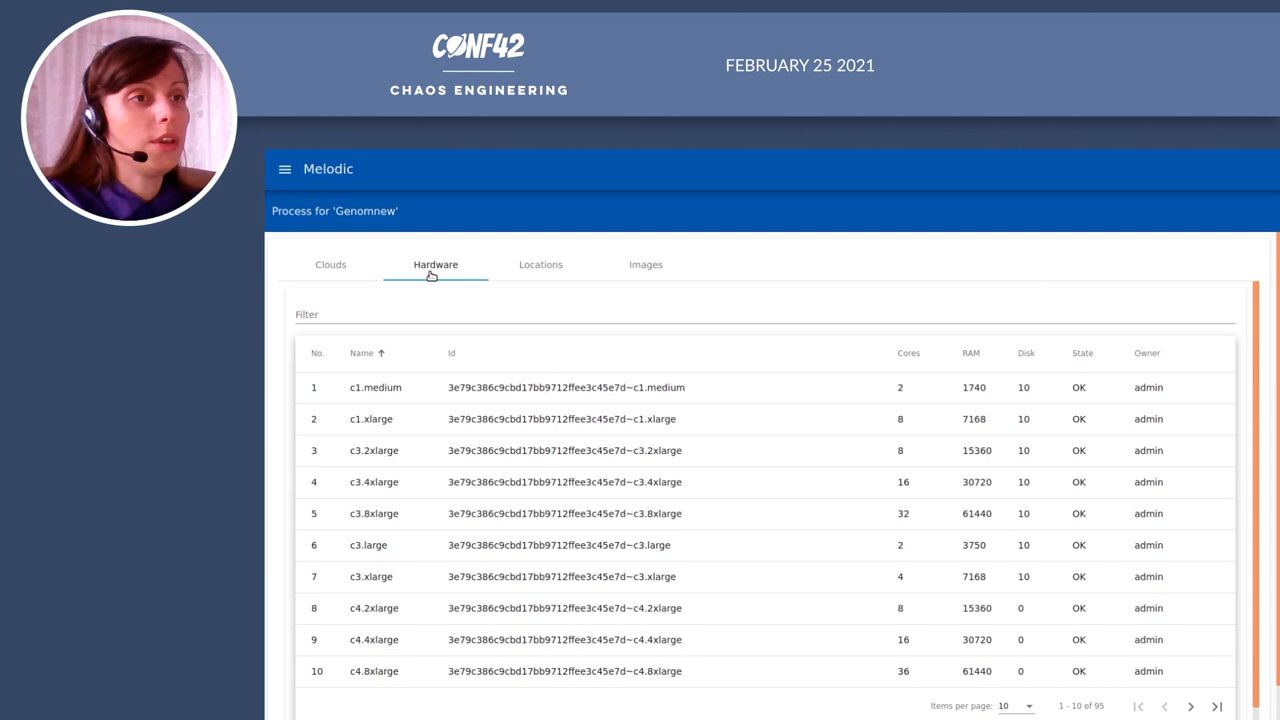 CONF42
CHAOS ENGINEERING
FEBRUARY 25 2021
Melodic
Process for 'Genomnew'
Clouds Hardware Locations Images
Filter
No. Name Id Cores RAM Disk State Owner
1 c1.medium 3e79c386c9cbd17bb9712ffee3c45e7d~c1.medium 2 1740 10 OK admin
2 c1.xlarge 3e79c386c9cbd17bb9712ffee3c45e7d~c1.xlarge 8 7168 10 OK admin
3 c3.2xlarge 3e79c386c9cbd17bb9712ffee3c45e7d~c3.2xlarge 8 15360 10 OK admin
4 c3.4xlarge 3e79c386c9cbd17bb9712ffee3c45e7d~c3.4xlarge 16 30720 10 OK admin
5 c3.8xlarge 3e79c386c9cbd17bb9712ffee3c45e7d~c3.8xlarge 32 61440 10 OK admin
6 c3.large 3e79c386c9cbd17bb9712ffee3c45e7d~c3.large 2 3750 10 OK admin
7 c3.xlarge 3e79c386c9cbd17bb9712ffee3c45e7d~c3.xlarge 4 7168 10 OK admin
8 c4.2xlarge 3e79c386c9cbd17bb9712ffee3c45e7d~c4.2xlarge 8 15360 0 OK admin
9 c4.4xlarge 3e79c386c9cbd17bb9712ffee3c45e7d~c4.4xlarge 16 30720 0 OK admin
10 c4.8xlarge 3e79c386c9cbd17bb9712ffee3c45e7d~c4.8xlarge 36 61440 0 OK admin
Items per page: 10 1 - 10 of 95